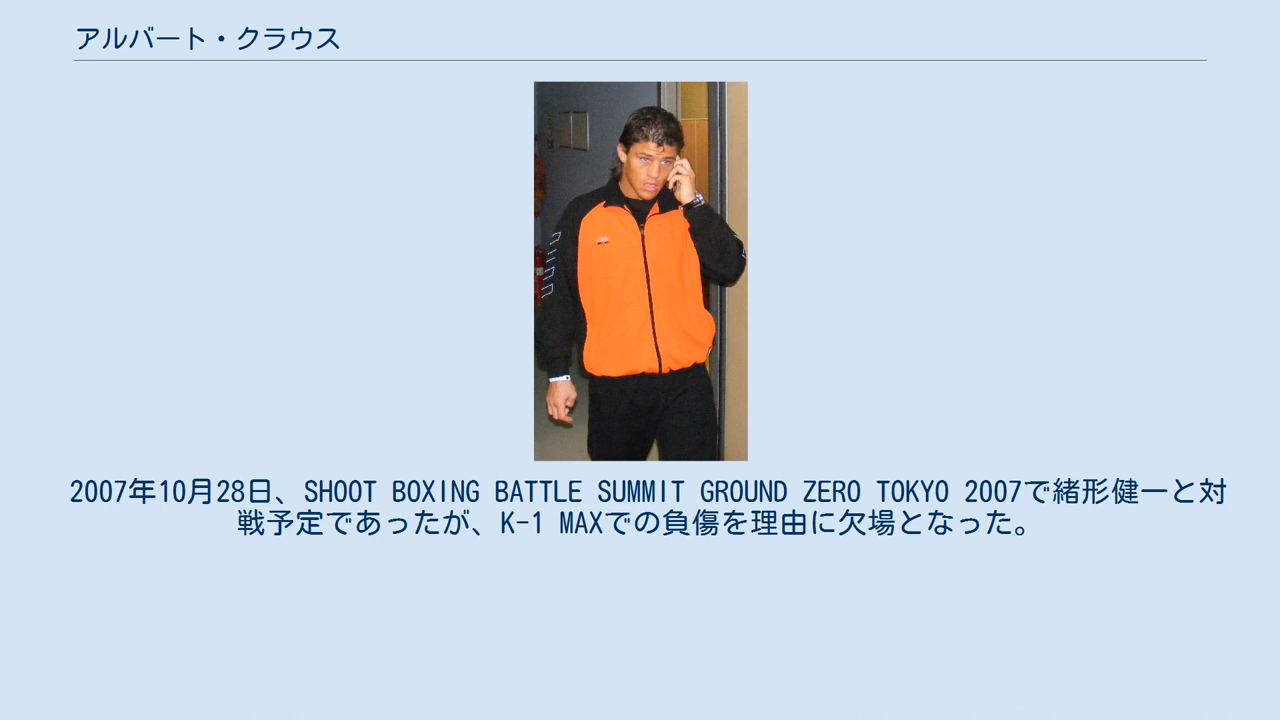 アルバート・クラウス
2007年10月28日、SHOOT BOXING BATTLE SUMMIT GROUND ZERO TOKYO 2007で緒形健一と対
戦予定であったが、K-1 MAXでの負傷を理由に欠場となった。